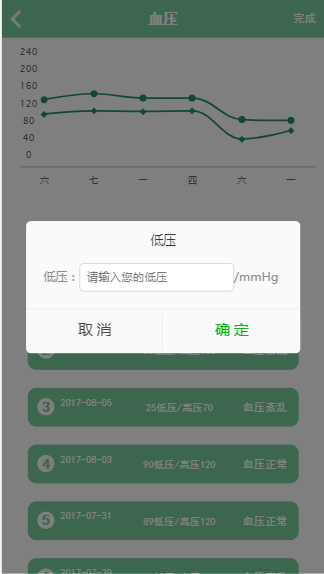 血压
完成
240
200
160
120
80
40
0
六 七 一 四 六 一
低压
低压：请输入您的低压/mmHg
取消 确定
3 2017-08-05 25低压/高压70 血压紊乱
4 2017-08-03 90低压/高压120 血压正常
5 2017-07-31 89低压/高压120 血压正常
2017-07-30